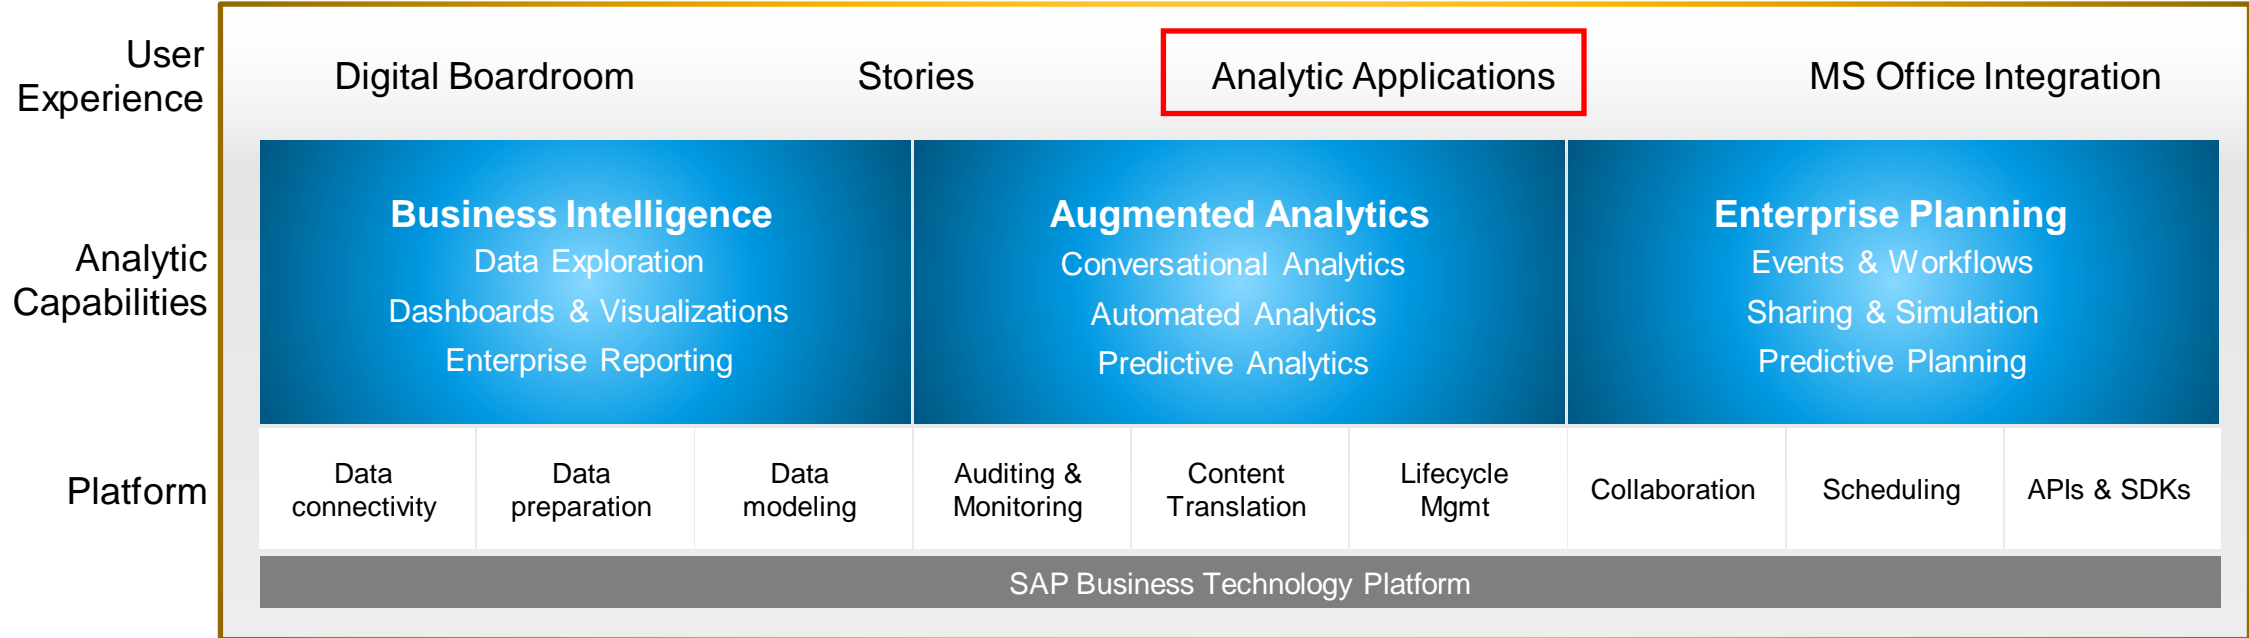 User
Experience
Digital Boardroom
Stories
Analytic Applications
MS Office Integration
Analytic
Capabilities
Business Intelligence
Data Exploration
Dashboards & Visualizations
Enterprise Reporting
Augmented Analytics
Conversational Analytics
Automated Analytics
Predictive Analytics
Enterprise Planning
Events & Workflows
Sharing & Simulation
Predictive Planning
Platform
Data
connectivity
Data
preparation
Data
modeling
Auditing &
Monitoring
Content
Translation
Lifecycle
Mgmt
Collaboration
Scheduling
APIs & SDKs
SAP Business Technology Platform